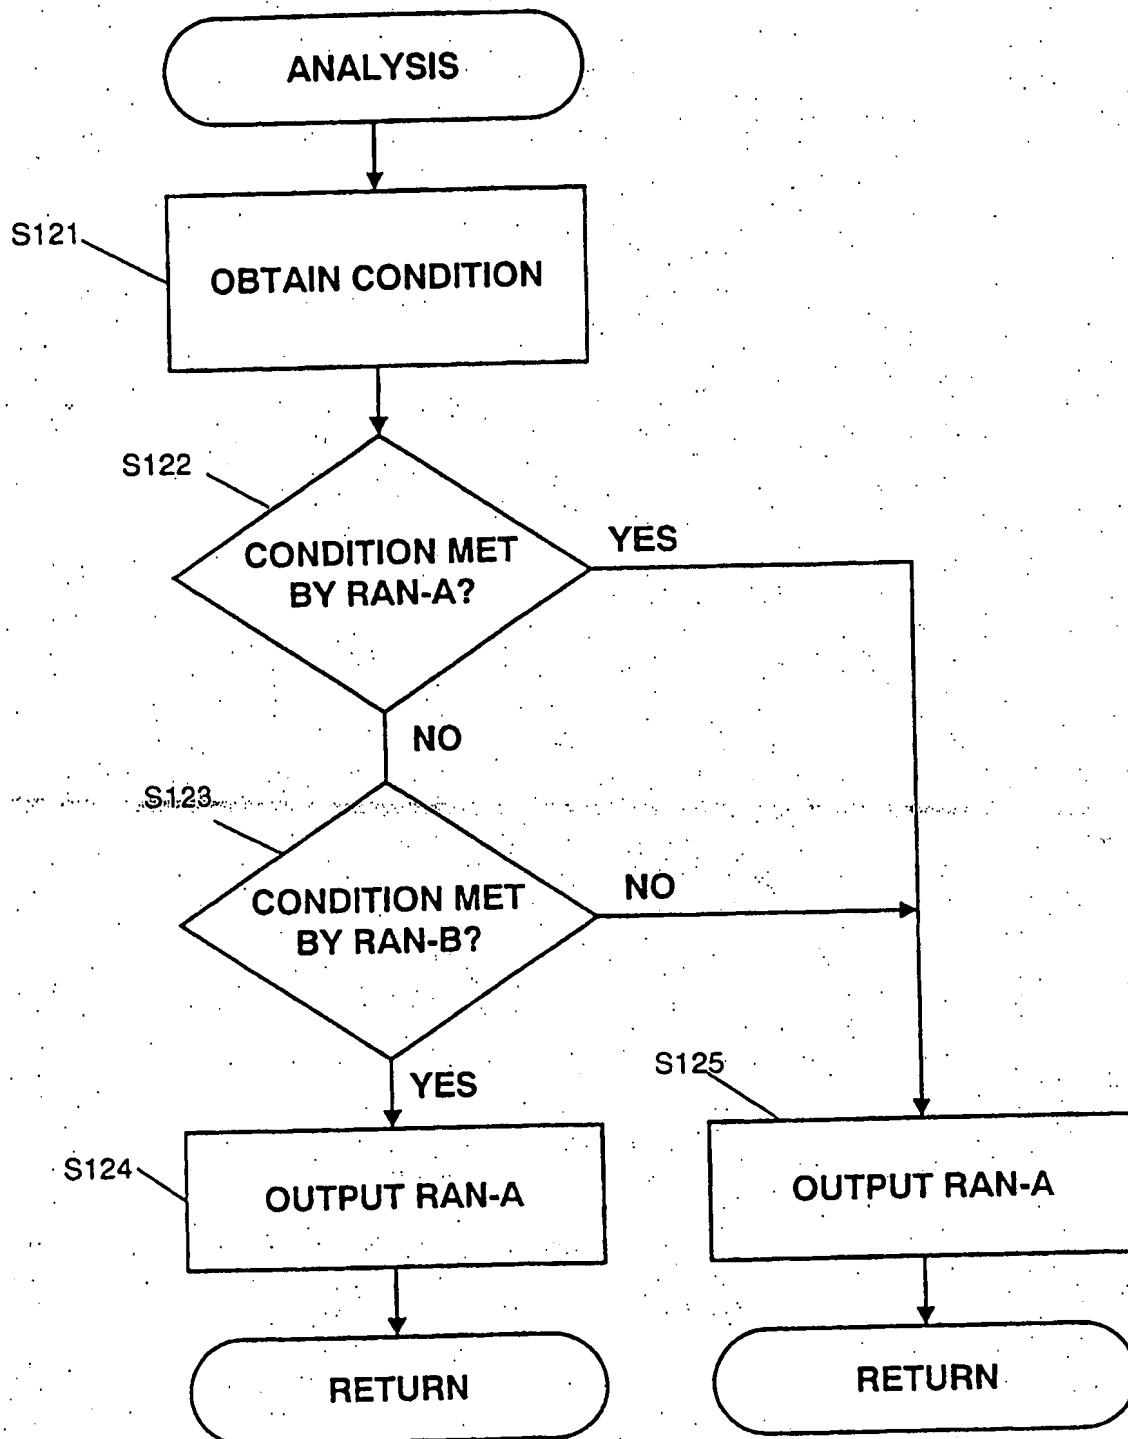 ANALYSIS
S121
OBTAIN CONDITION
S122
CONDITION MET
BY RAN-A?
YES
NO
S123
CONDITION MET
BY RAN-B?
NO
YES
S125
S124
OUTPUT RAN-A
OUTPUT RAN-A
RETURN
RETURN